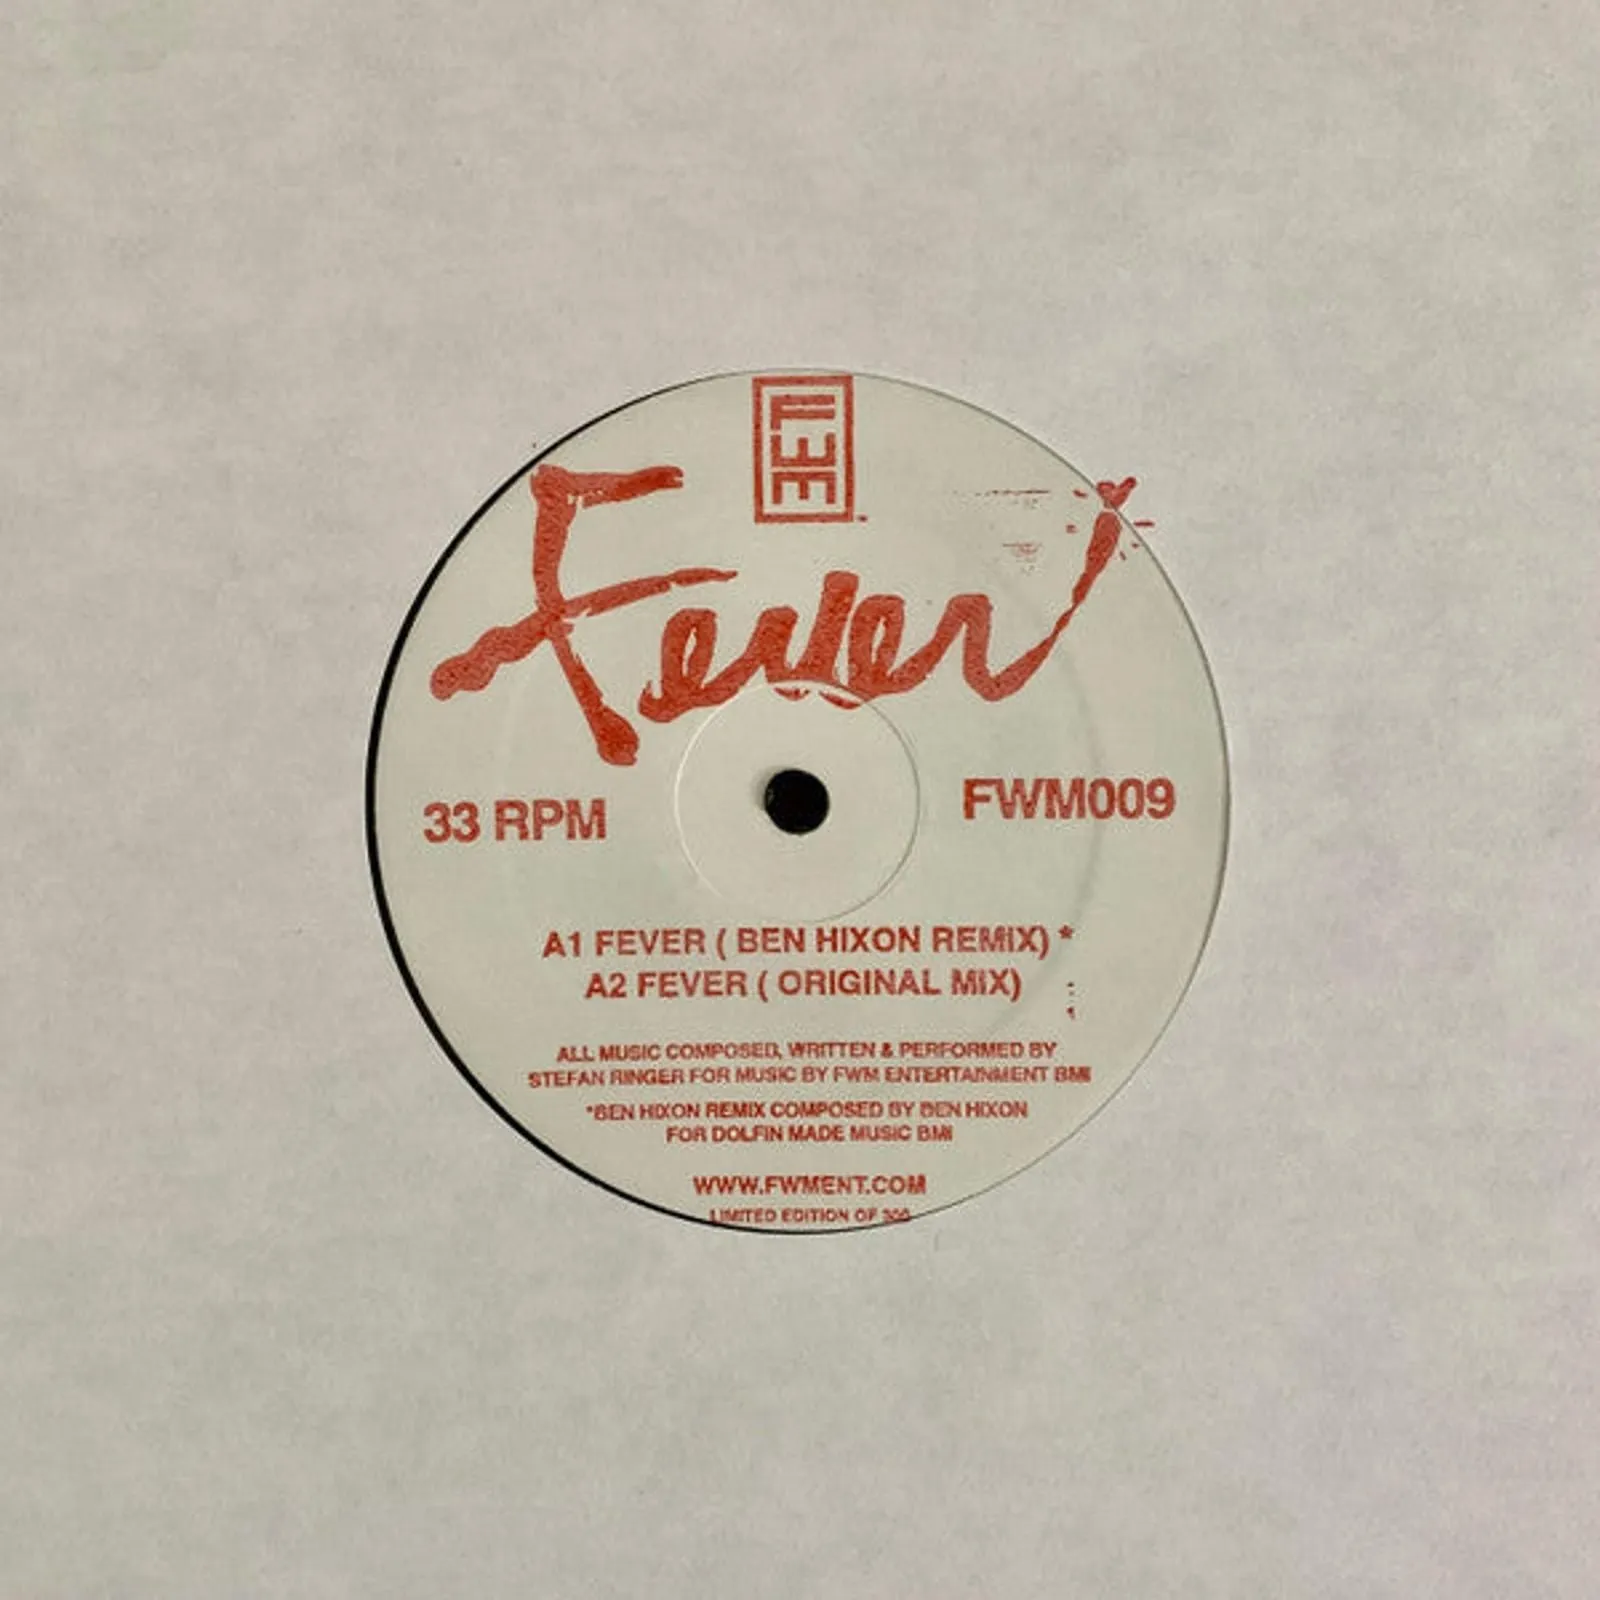 FWM
Fever
33 RPM
FWM009
A1 FEVER ( BEN HIXON REMIX) *
A2 FEVER ( ORIGINAL MIX)
ALL MUSIC COMPOSED, WRITTEN & PERFORMED BY
STEFAN RINGER FOR MUSIC BY FWM ENTERTAINMENT BMI
*BEN HIXON REMIX COMPOSED BY BEN HIXON
FOR DOLFIN MADE MUSIC BMI
WWW.FWMENT.COM
LIMITED EDITION OF 300